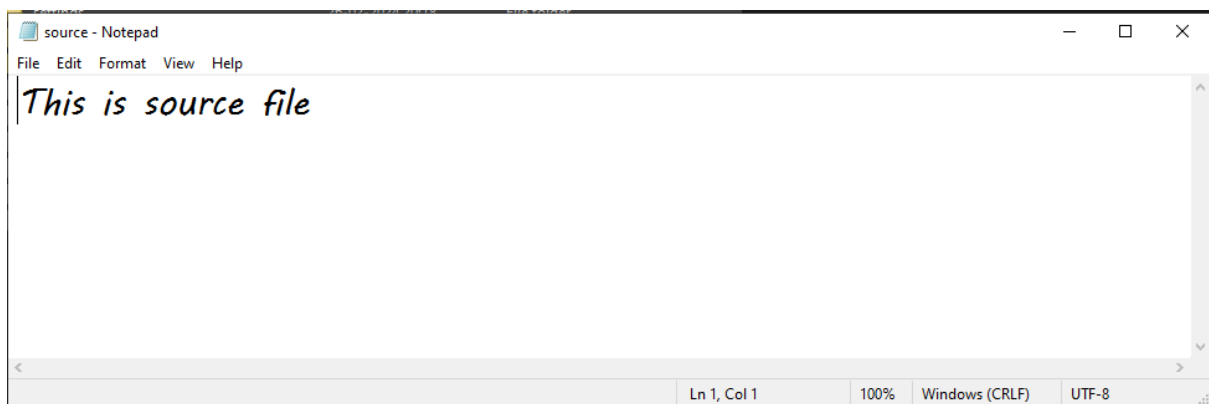 source - Notepad
File Edit Format View Help
This is source file
Ln 1, Col 1 100% Windows (CRLF) UTF-8